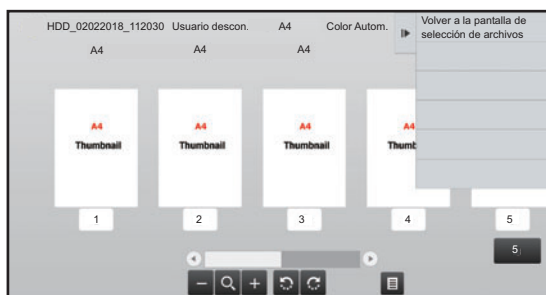 HDD_02022018_112030 Usuario descon. A4 Color Autom.
Volver a la pantalla de
selección de archivos
A4 A4 A4
A4 A4 A4 A4
Thumbnail Thumbnail Thumbnail Thumb
1 2 3 4 5
5